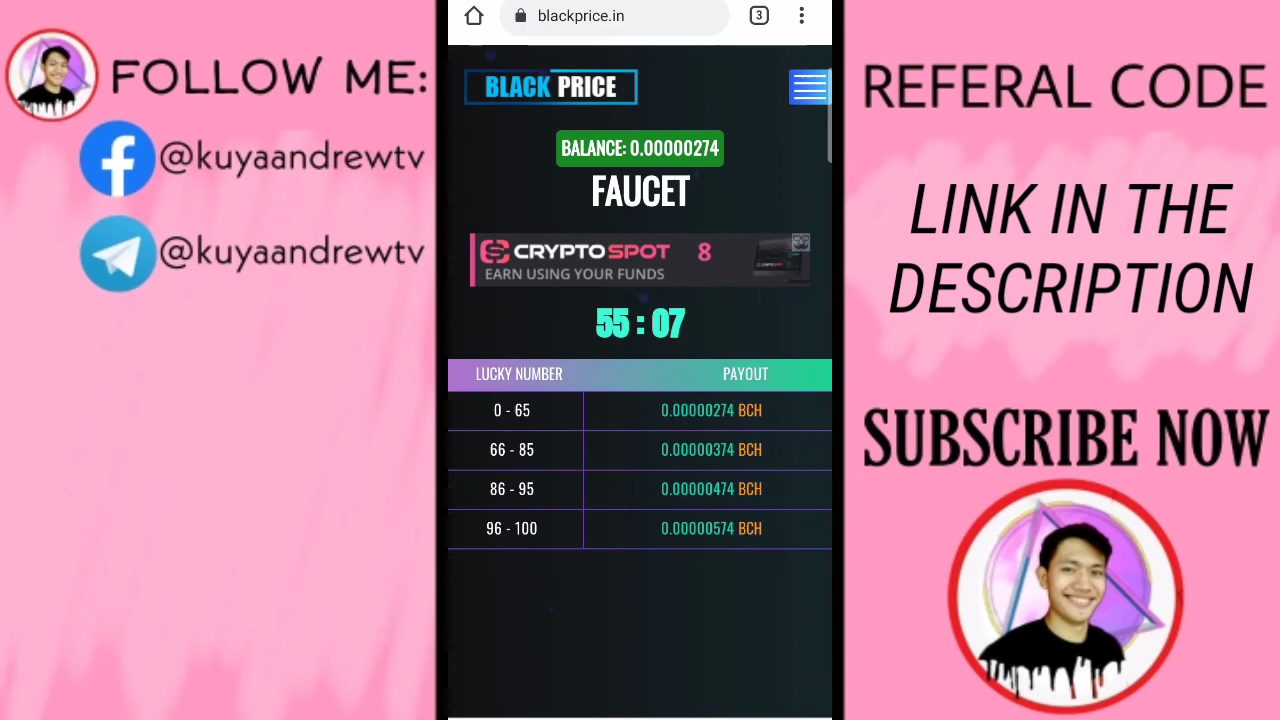 FOLLOW ME:
@kuyaandrewtv
@kuyaandrewtv
blackprice.in
3
BLACK PRICE
BALANCE: 0.00000274
FAUCET
CRYPTOSPOT 8
EARN USING YOUR FUNDS
55 : 07
LUCKY NUMBER PAYOUT
0 - 65 0.00000274 BCH
66 - 85 0.00000374 BCH
86 - 95 0.00000474 BCH
96 - 100 0.00000574 BCH
REFERAL CODE
LINK IN THE
DESCRIPTION
SUBSCRIBE NOW